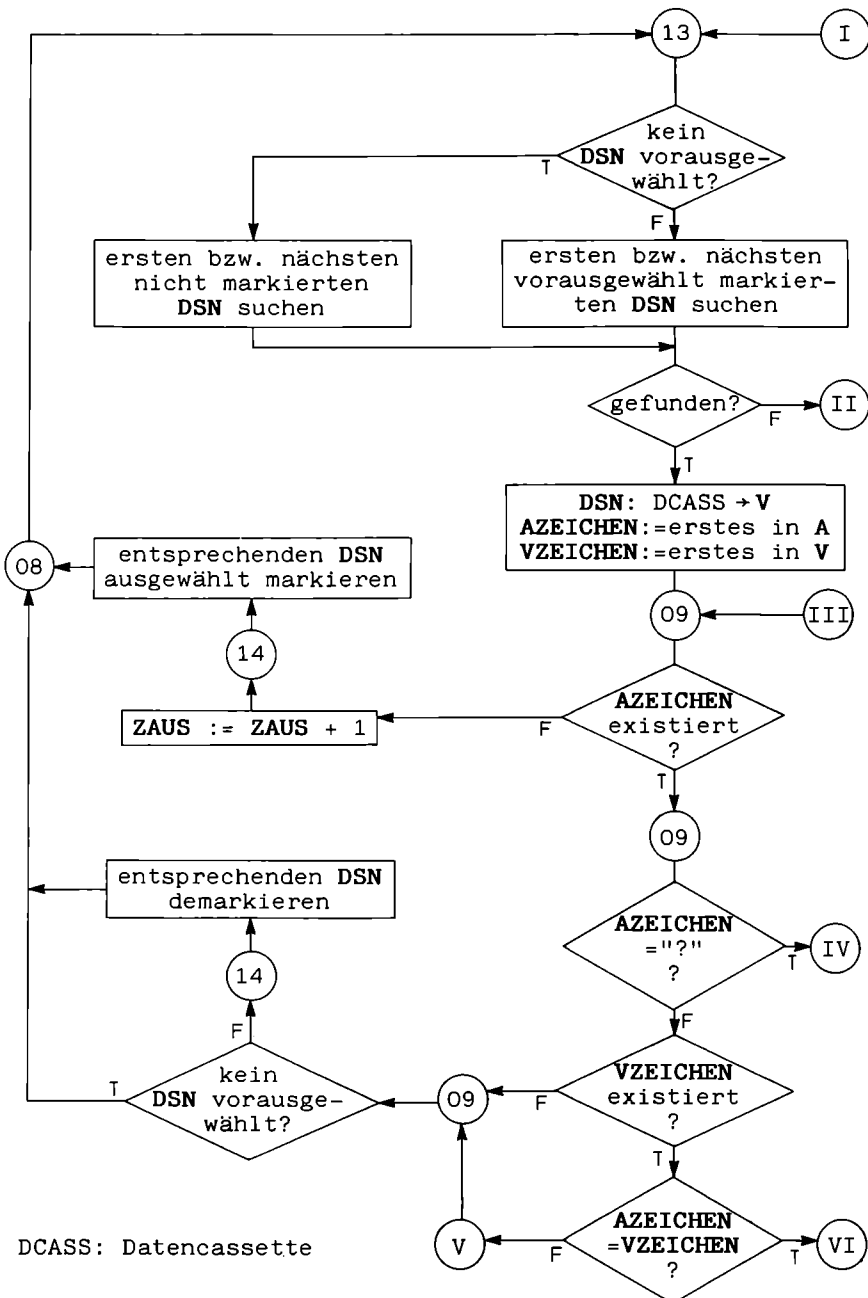 13
I
kein
DSN vorausge-
wählt?
T
F
ersten bzw. nächsten
nicht markierten
DSN suchen
ersten bzw. nächsten
vorausgewählt markier-
ten DSN suchen
gefunden?
F
II
T
DSN: DCASS → V
AZEICHEN:=erstes in A
VZEICHEN:=erstes in V
08
entsprechenden DSN
ausgewählt markieren
09
III
14
AZEICHEN
existiert
?
F
ZAUS := ZAUS + 1
T
09
entsprechenden DSN
demarkieren
AZEICHEN
="?"
?
T
IV
14
F
F
kein
DSN vorausge-
wählt?
T
09
VZEICHEN
existiert
?
F
T
AZEICHEN
=VZEICHEN
?
F
V
T
VI
DCASS: Datencassette